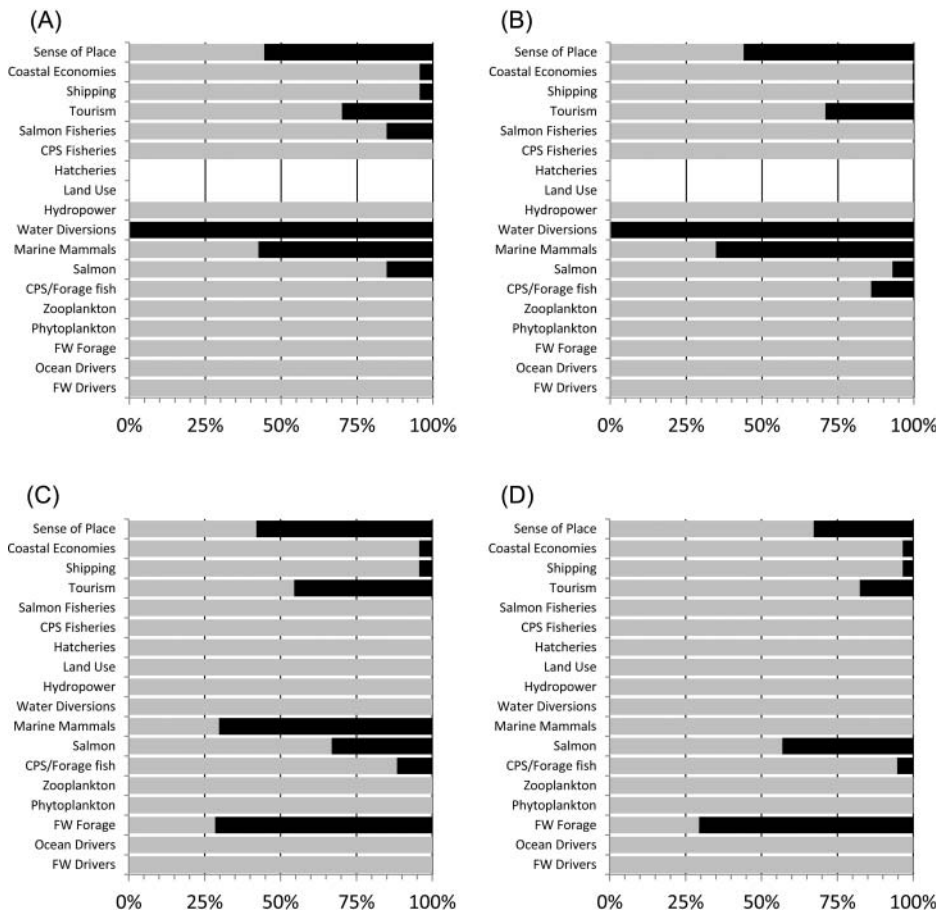 (A)
Sense of Place
Coastal Economies
Shipping
Tourism
Salmon Fisheries
CPS Fisheries
Hatcheries
Land Use
Hydropower
Water Diversions
Marine Mammals
Salmon
CPS/Forage fish
Zooplankton
Phytoplankton
FW Forage
Ocean Drivers
FW Drivers
0% 25% 50% 75% 100%
(B)
Sense of Place
Coastal Economies
Shipping
Tourism
Salmon Fisheries
CPS Fisheries
Hatcheries
Land Use
Hydropower
Water Diversions
Marine Mammals
Salmon
CPS/Forage fish
Zooplankton
Phytoplankton
FW Forage
Ocean Drivers
FW Drivers
0% 25% 50% 75% 100%
(C)
Sense of Place
Coastal Economies
Shipping
Tourism
Salmon Fisheries
CPS Fisheries
Hatcheries
Land Use
Hydropower
Water Diversions
Marine Mammals
Salmon
CPS/Forage fish
Zooplankton
Phytoplankton
FW Forage
Ocean Drivers
FW Drivers
0% 25% 50% 75% 100%
(D)
Sense of Place
Coastal Economies
Shipping
Tourism
Salmon Fisheries
CPS Fisheries
Hatcheries
Land Use
Hydropower
Water Diversions
Marine Mammals
Salmon
CPS/Forage fish
Zooplankton
Phytoplankton
FW Forage
Ocean Drivers
FW Drivers
0% 25% 50% 75% 100%